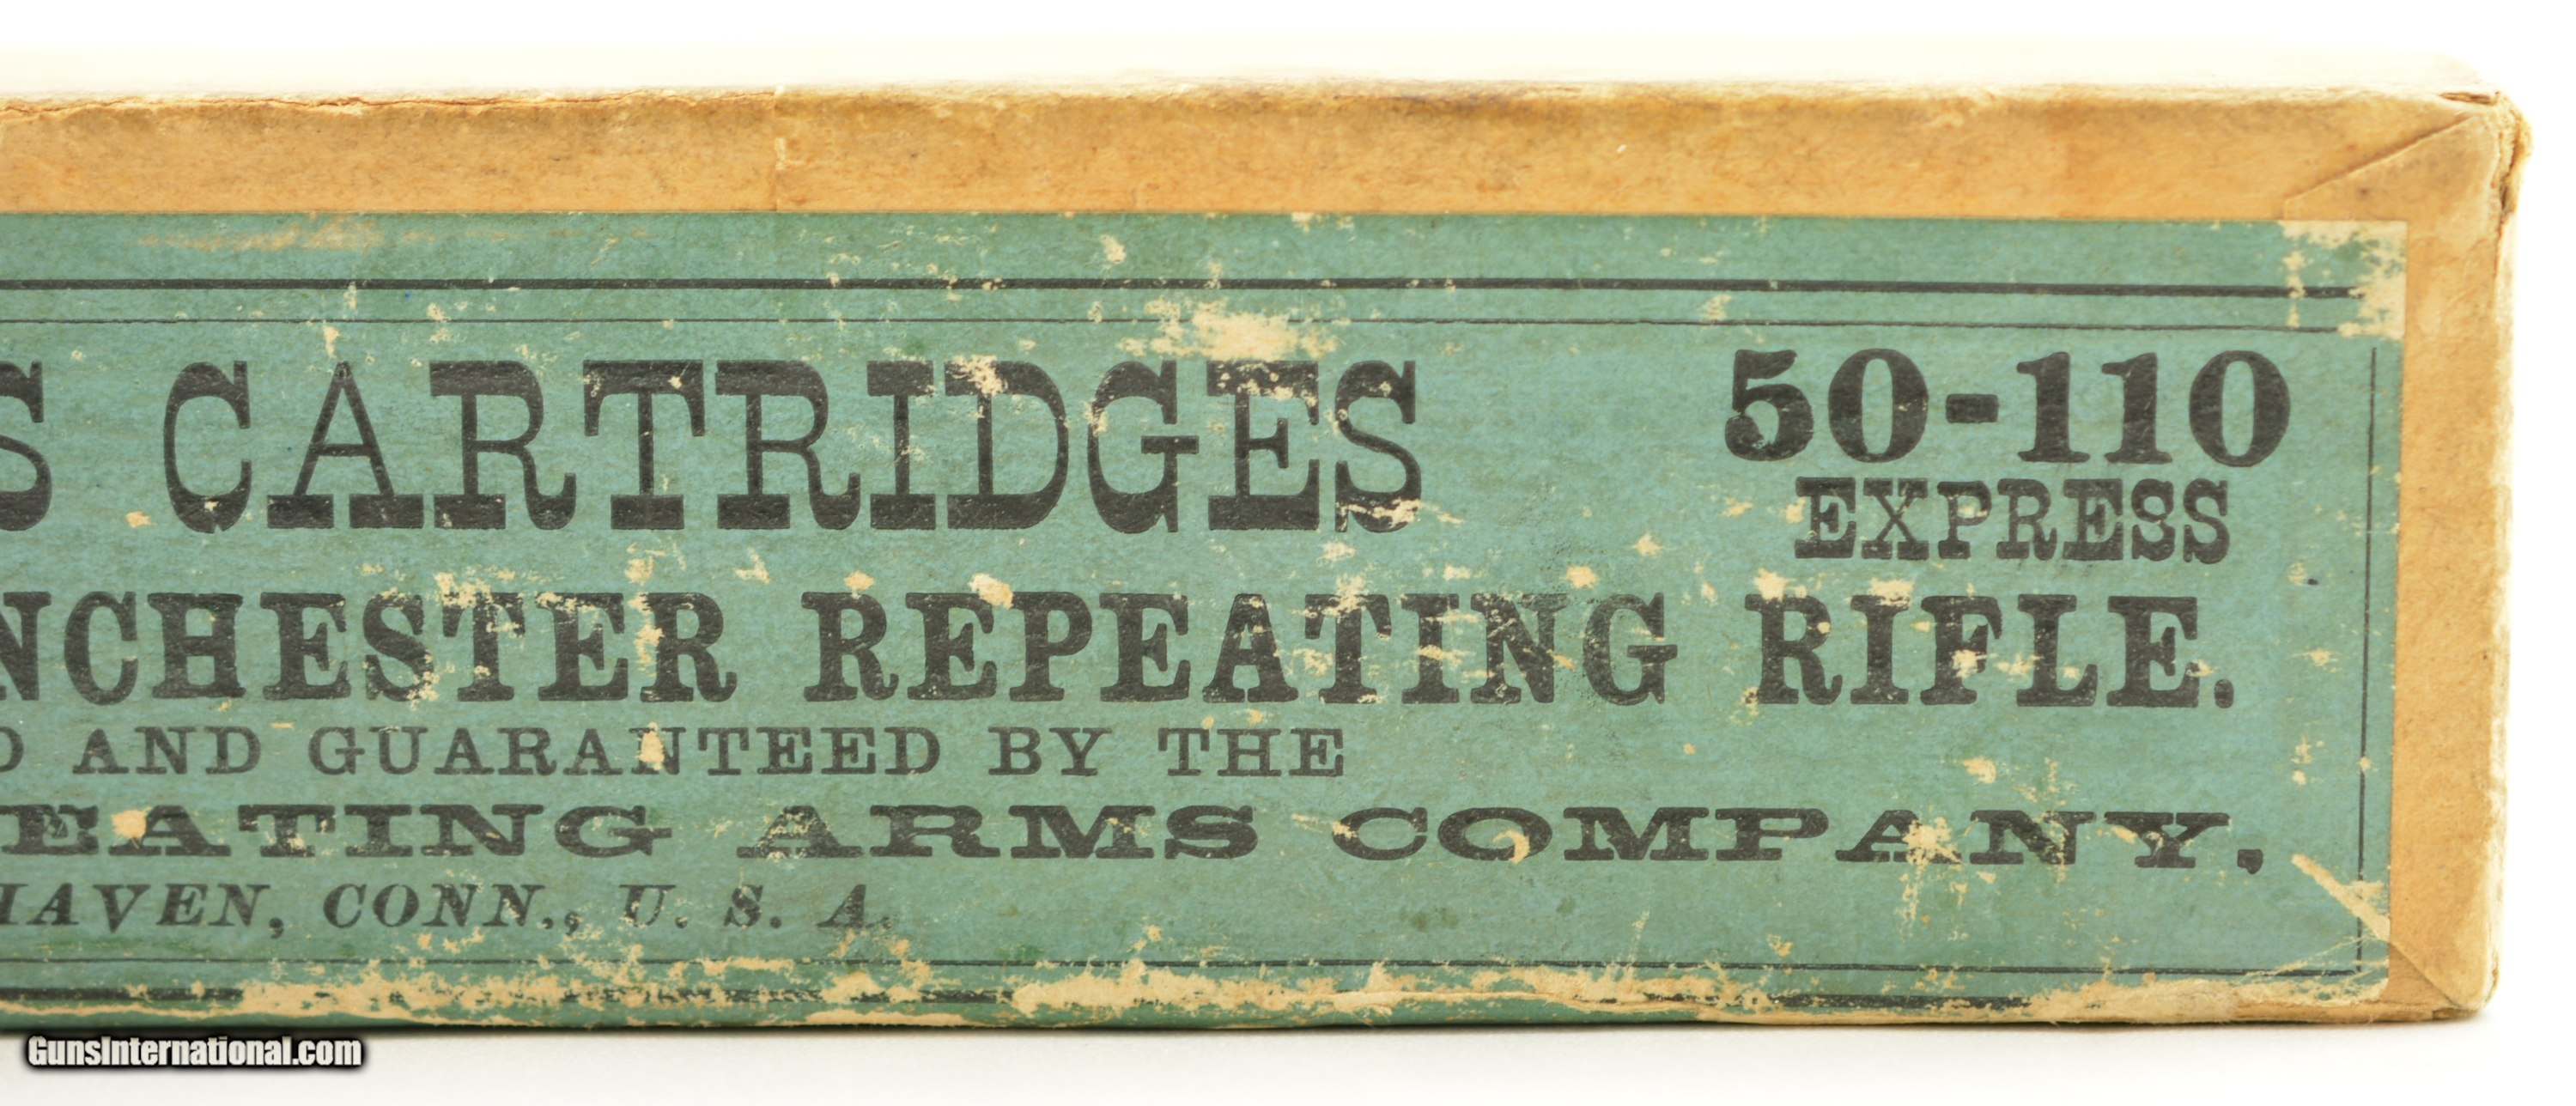 S CARTRIDGES 50-110
EXPRESS
NCHESTER REPEATING RIFLE.
D AND GUARANTEED BY THE
EATING ARMS COMPANY.
HAVEN, CONN., U. S. A.
GunsInternational.com